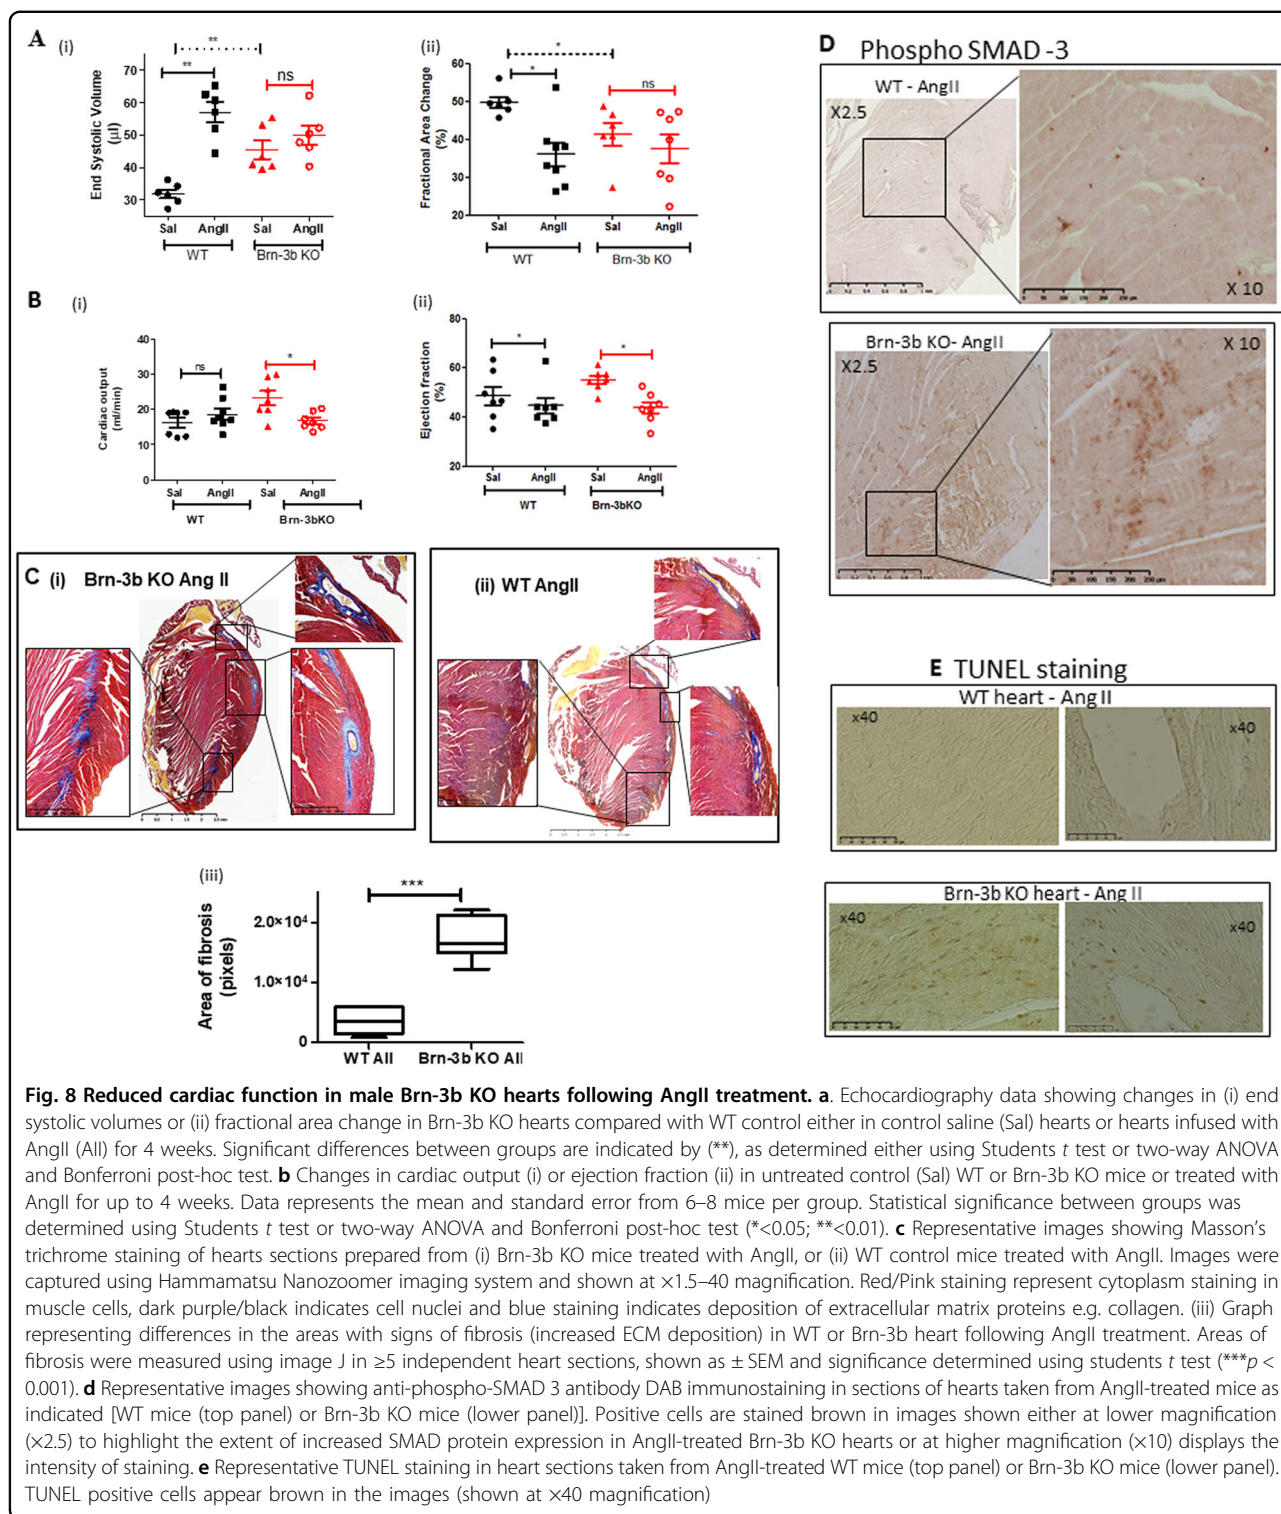 A (i)
** 
**
ns
End Systolic Volume
(µl)
70
60
50
40
30
Sal AngII Sal AngII
WT Brn-3b KO
(ii)
*
*
ns
Fractional Area Change
(%)
60
50
40
30
20
Sal AngII Sal AngII
WT Brn-3b KO
B (i)
ns
*
Cardiac output
(ml/min)
40
30
20
10
0
Sal AngII Sal AngII
WT Brn-3bKO
(ii)
*
*
Ejection fraction
(%)
80
60
40
20
Sal AngII Sal AngII
WT Brn-3bKO
C (i) Brn-3b KO Ang II
(ii) WT AngII
(iii)
***
Area of fibrosis
(pixels)
2.0×10⁴
1.0×10⁴
0
WT AII Brn-3b KO AII
D Phospho SMAD -3
WT - AngII
X2.5
X 10
Brn-3b KO- AngII
X2.5
X 10
E TUNEL staining
WT heart - Ang II
x40
x40
Brn-3b KO heart - Ang II
x40
x40
Fig. 8 Reduced cardiac function in male Brn-3b KO hearts following AngII treatment. a. Echocardiography data showing changes in (i) end
systolic volumes or (ii) fractional area change in Brn-3b KO hearts compared with WT control either in control saline (Sal) hearts or hearts infused with
AngII (AII) for 4 weeks. Significant differences between groups are indicated by (**), as determined either using Students t test or two-way ANOVA
and Bonferroni post-hoc test. b Changes in cardiac output (i) or ejection fraction (ii) in untreated control (Sal) WT or Brn-3b KO mice or treated with
AngII for up to 4 weeks. Data represents the mean and standard error from 6–8 mice per group. Statistical significance between groups was
determined using Students t test or two-way ANOVA and Bonferroni post-hoc test (*<0.05; **<0.01). c Representative images showing Masson's
trichrome staining of hearts sections prepared from (i) Brn-3b KO mice treated with AngII, or (ii) WT control mice treated with AngII. Images were
captured using Hammamatsu Nanozoomer imaging system and shown at ×1.5–40 magnification. Red/Pink staining represent cytoplasm staining in
muscle cells, dark purple/black indicates cell nuclei and blue staining indicates deposition of extracellular matrix proteins e.g. collagen. (iii) Graph
representing differences in the areas with signs of fibrosis (increased ECM deposition) in WT or Brn-3b heart following AngII treatment. Areas of
fibrosis were measured using image J in ≥5 independent heart sections, shown as ± SEM and significance determined using students t test (***p <
0.001). d Representative images showing anti-phospho-SMAD 3 antibody DAB immunostaining in sections of hearts taken from AngII-treated mice as
indicated [WT mice (top panel) or Brn-3b KO mice (lower panel)]. Positive cells are stained brown in images shown either at lower magnification
(×2.5) to highlight the extent of increased SMAD protein expression in AngII-treated Brn-3b KO hearts or at higher magnification (×10) displays the
intensity of staining. e Representative TUNEL staining in heart sections taken from AngII-treated WT mice (top panel) or Brn-3b KO mice (lower panel).
TUNEL positive cells appear brown in the images (shown at ×40 magnification)